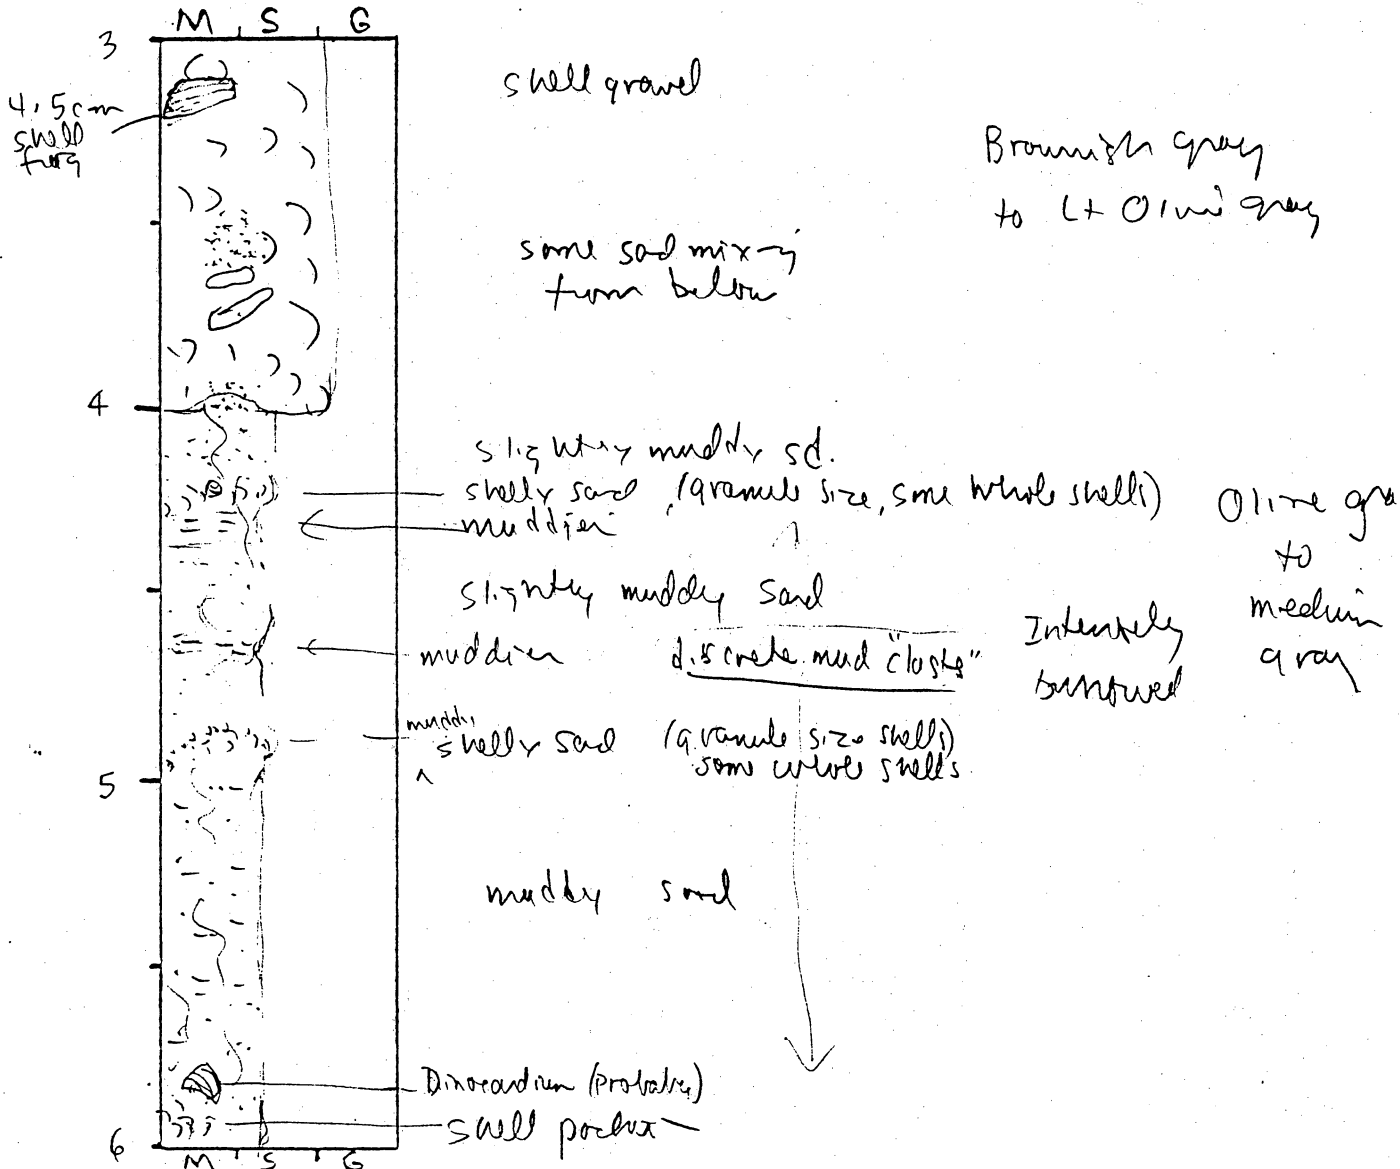 M S G
3
shell gravel
4.5cm
shell
frag
Brownish gray
to Lt Olive gray
some sad mixing
from below
4
slightly muddy sd.
shelly sand (granule size, some whole shells)
muddier
Olive gra
to
medium
gray
slightly muddy sand
muddier
discrete mud "clasts"
Intensely
burrowed
muddy
shelly sad (granule size shells)
some whole shells
^
5
muddy sand
Dinocardium (probably)
shell pocket
6
M S G